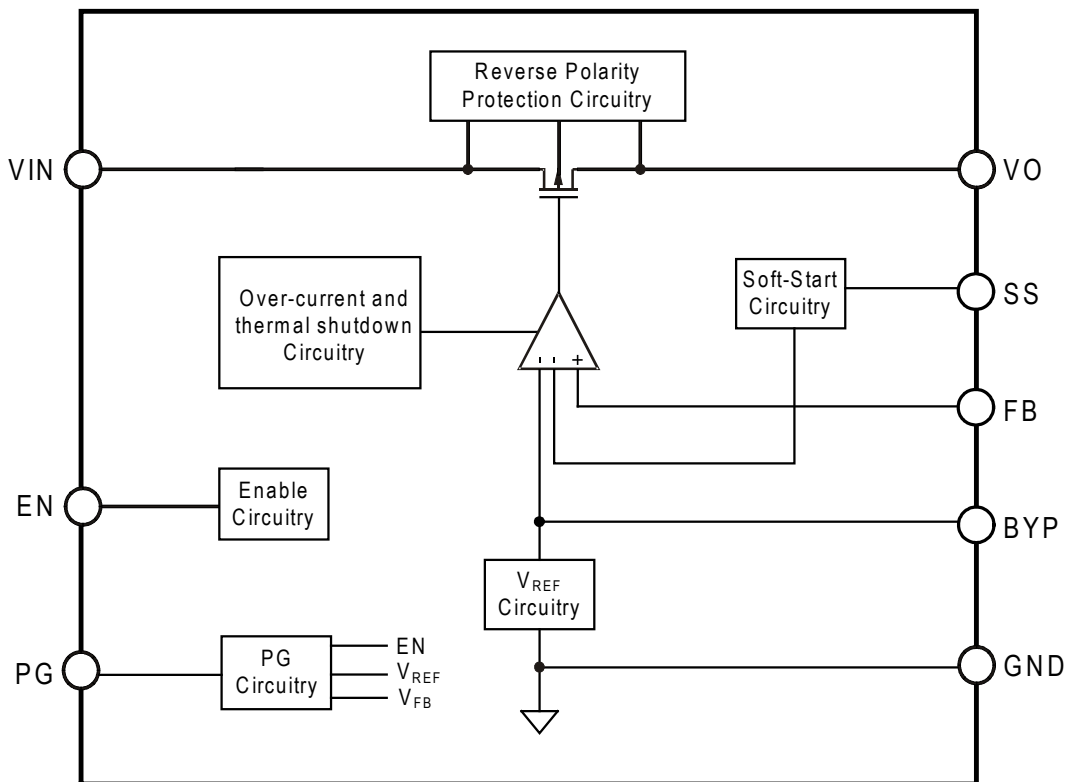 Reverse Polarity
Protection Circuitry
VIN
VO
Over-current and
thermal shutdown
Circuitry
Soft-Start
Circuitry
SS
- - +
FB
EN
Enable
Circuitry
BYP
VREF
Circuitry
PG
PG
Circuitry
EN
VREF
VFB
GND